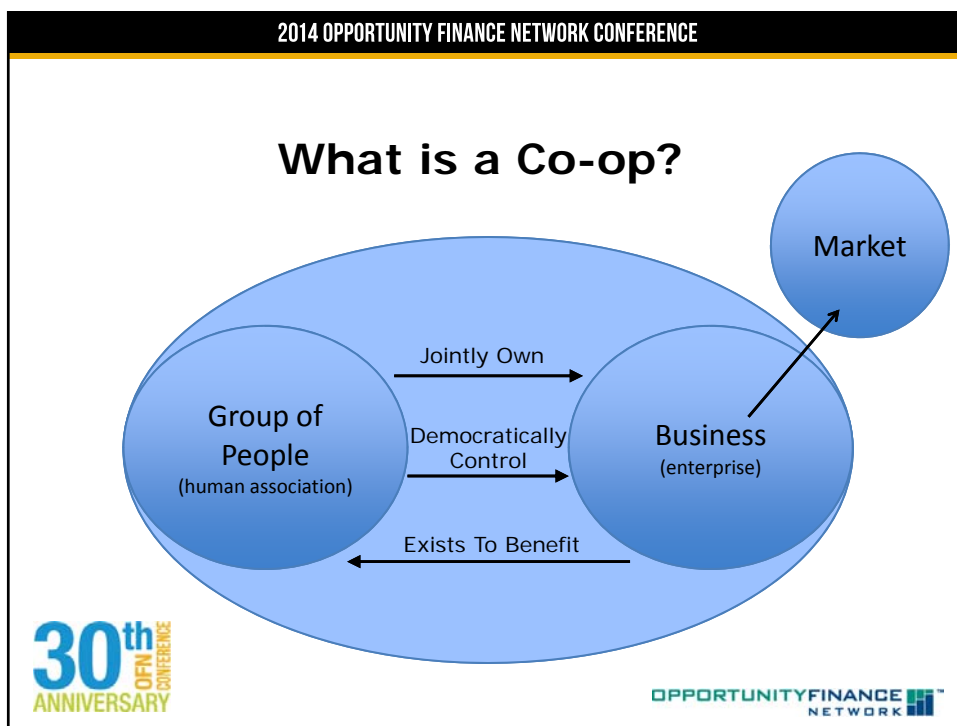 2014 OPPORTUNITY FINANCE NETWORK CONFERENCE
What is a Co-op?
Market
Jointly Own
Group of
People
(human association)
Democratically
Control
Business
(enterprise)
Exists To Benefit
30th
OFN
CONFERENCE
ANNIVERSARY
OPPORTUNITYFINANCE™
NETWORK